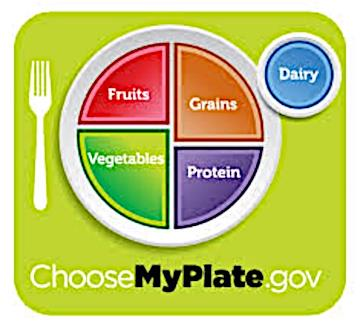 Fruits
Grains
Dairy
Vegetables
Protein
ChooseMyPlate.gov